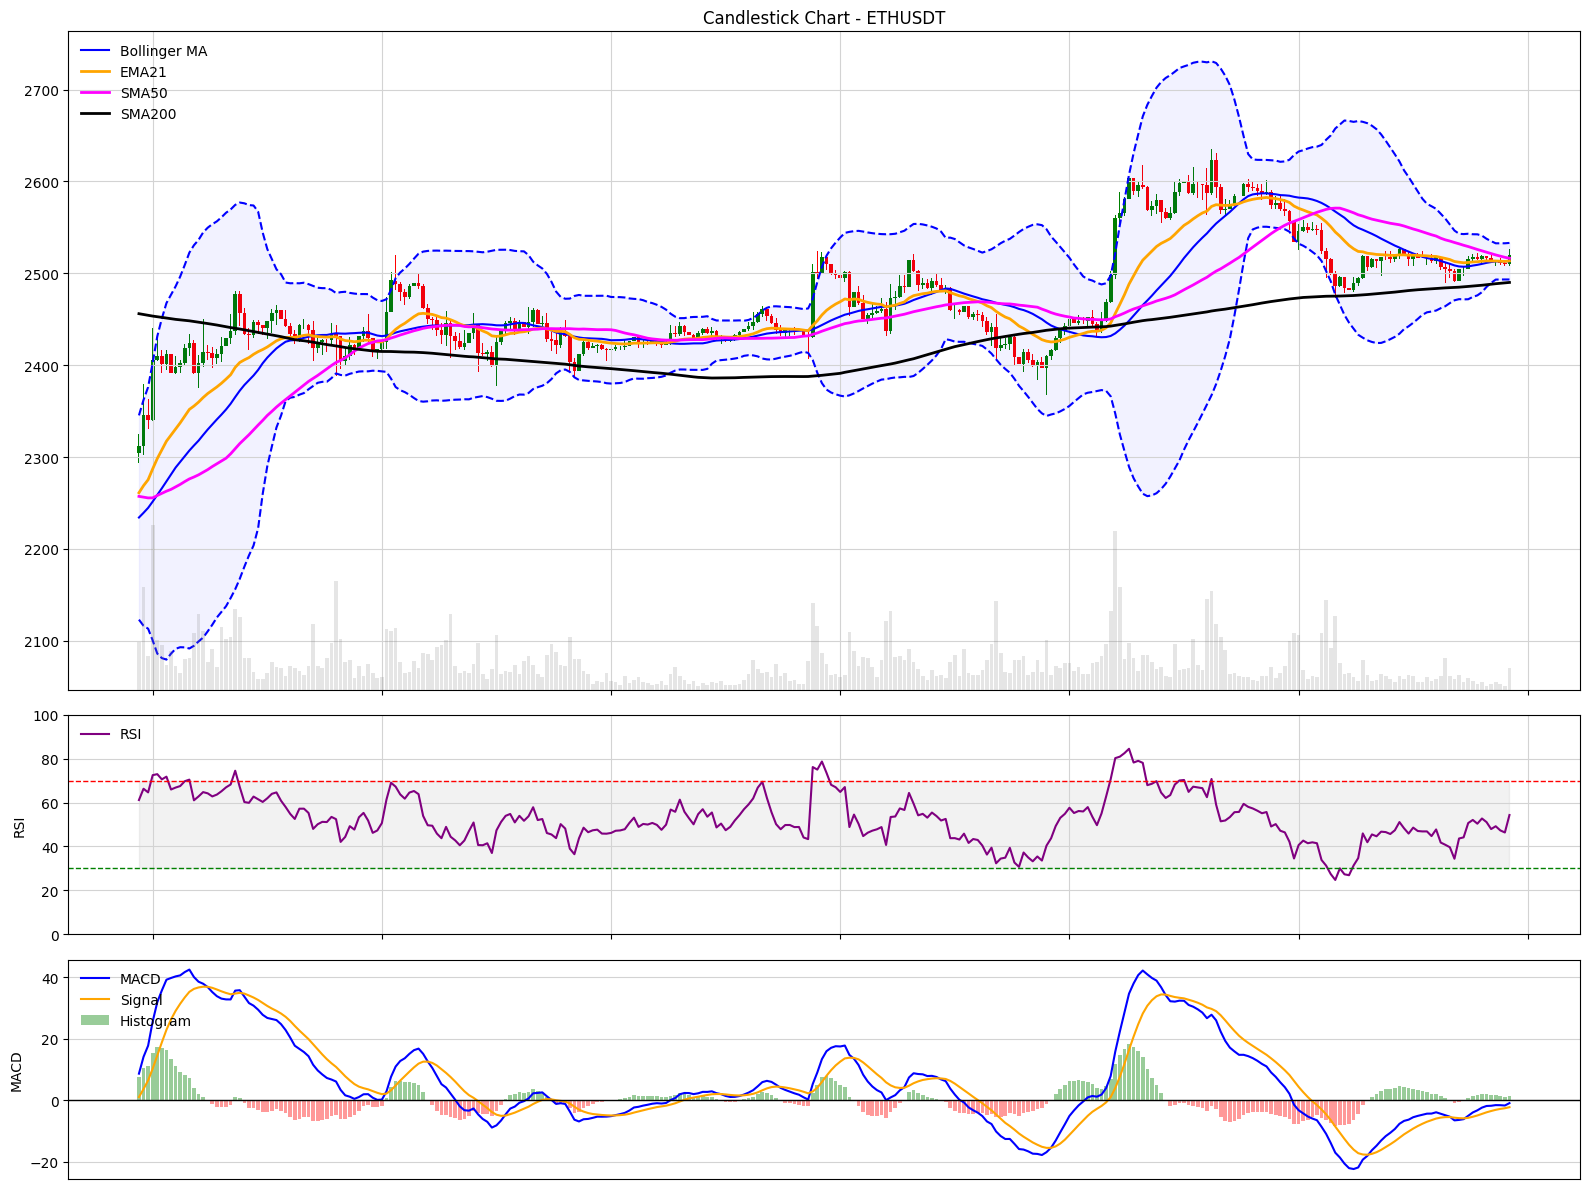 Candlestick Chart - ETHUSDT
Bollinger MA
EMA21
SMA50
SMA200
2700
2600
2500
2400
2300
2200
2100
RSI
100
80
60
40
20
0
RSI
MACD
Signal
Histogram
40
20
0
−20
MACD